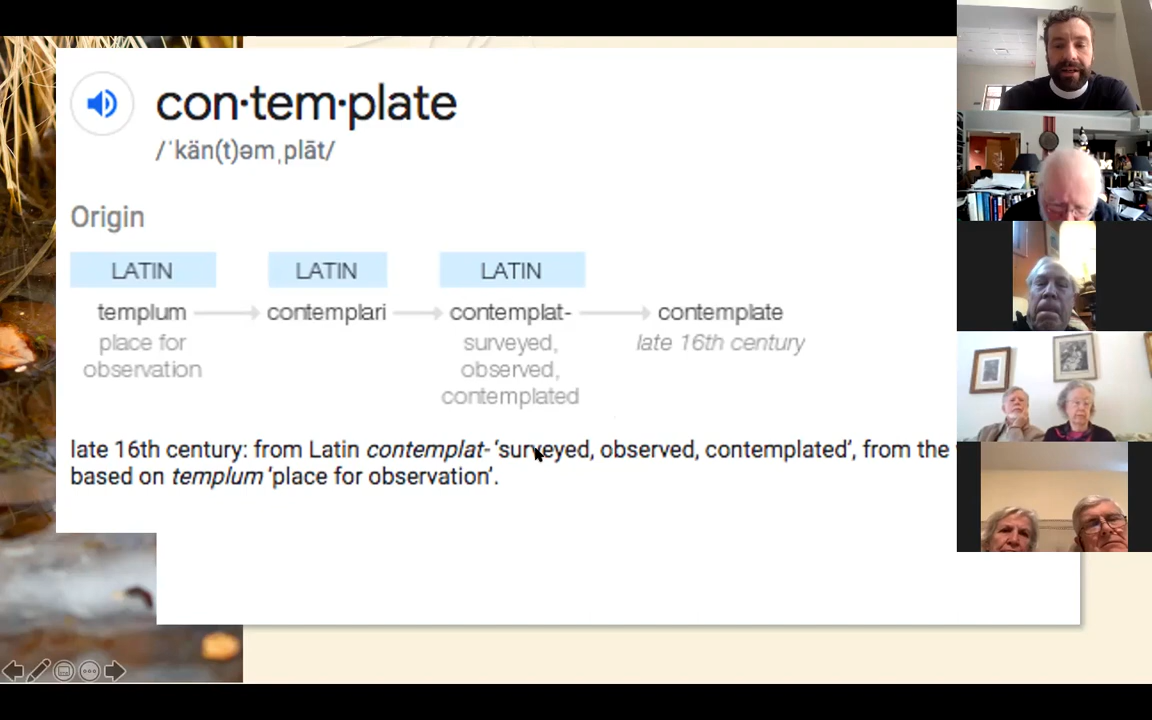 con·tem·plate
/ˈkän(t)əmˌplāt/
Origin
LATIN LATIN LATIN
templum contemplari contemplat- contemplate
place for surveyed, late 16th century
observation observed,
contemplated
late 16th century: from Latin contemplat- ‘surveyed, observed, contemplated’, from the
based on templum ‘place for observation’.